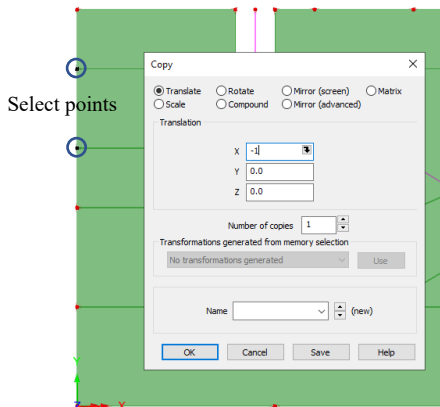 Copy
Translate Rotate Mirror (screen) Matrix
Scale Compound Mirror (advanced)
Select points
Translation
X -1
Y 0.0
Z 0.0
Number of copies 1
Transformations generated from memory selection
No transformations generated Use
Name (new)
OK Cancel Save Help
Y
Z X